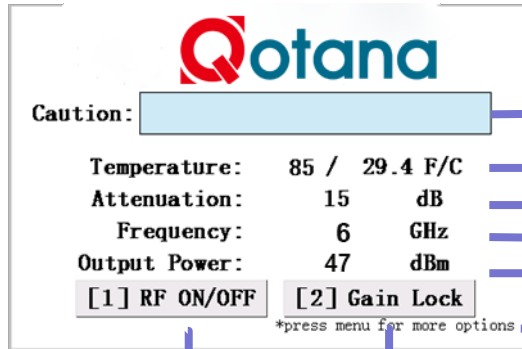 Qotana
Caution:
Temperature: 85 / 29.4 F/C
Attenuation: 15 dB
Frequency: 6 GHz
Output Power: 47 dBm
[1] RF ON/OFF [2] Gain Lock
*press menu for more options